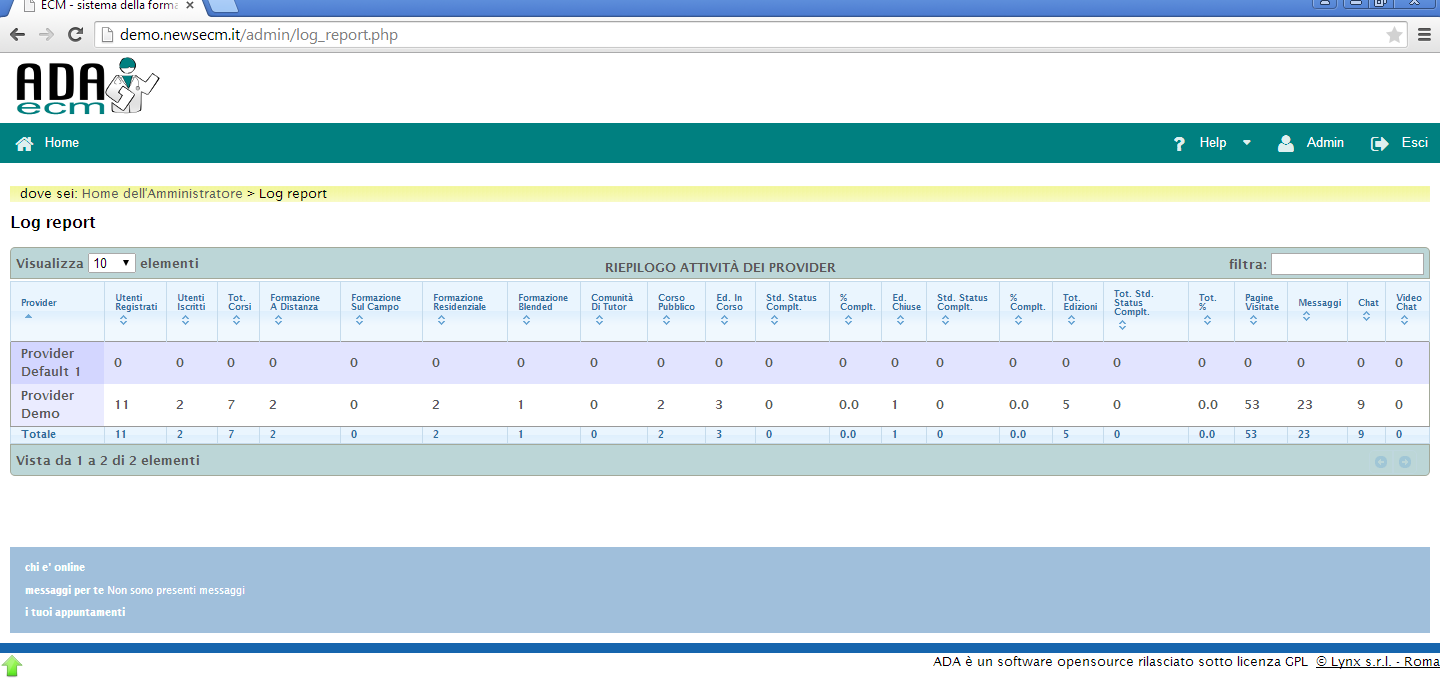 ECM - sistema della forma
demo.newsecm.it/admin/log_report.php
ADA
ecm
Home
Help
Admin
Esci
dove sei: Home dell'Amministratore > Log report
Log report
Visualizza 10 elementi
RIEPILOGO ATTIVITÀ DEI PROVIDER
filtra:
Provider
Utenti
Registrati
Utenti
Iscritti
Tot.
Corsi
Formazione
A Distanza
Formazione
Sul Campo
Formazione
Residenziale
Formazione
Blended
Comunità
Di Tutor
Corso
Pubblico
Ed. In
Corso
Std. Status
Complt.
%
Complt.
Ed.
Chiuse
Std. Status
Complt.
%
Complt.
Tot.
Edizioni
Tot. Std.
Status
Complt.
Tot.
%
Pagine
Visitate
Messaggi
Chat
Video
Chat
Provider
Default 1
0 0 0 0 0 0 0 0 0 0 0 0 0 0 0 0 0 0 0 0 0 0
Provider
Demo
11 2 7 2 0 2 1 0 2 3 0 0.0 1 0 0.0 5 0 0.0 53 23 9 0
Totale 11 2 7 2 0 2 1 0 2 3 0 0.0 1 0 0.0 5 0 0.0 53 23 9 0
Vista da 1 a 2 di 2 elementi
chi e' online
messaggi per te Non sono presenti messaggi
i tuoi appuntamenti
ADA è un software opensource rilasciato sotto licenza GPL © Lynx s.r.l. - Roma